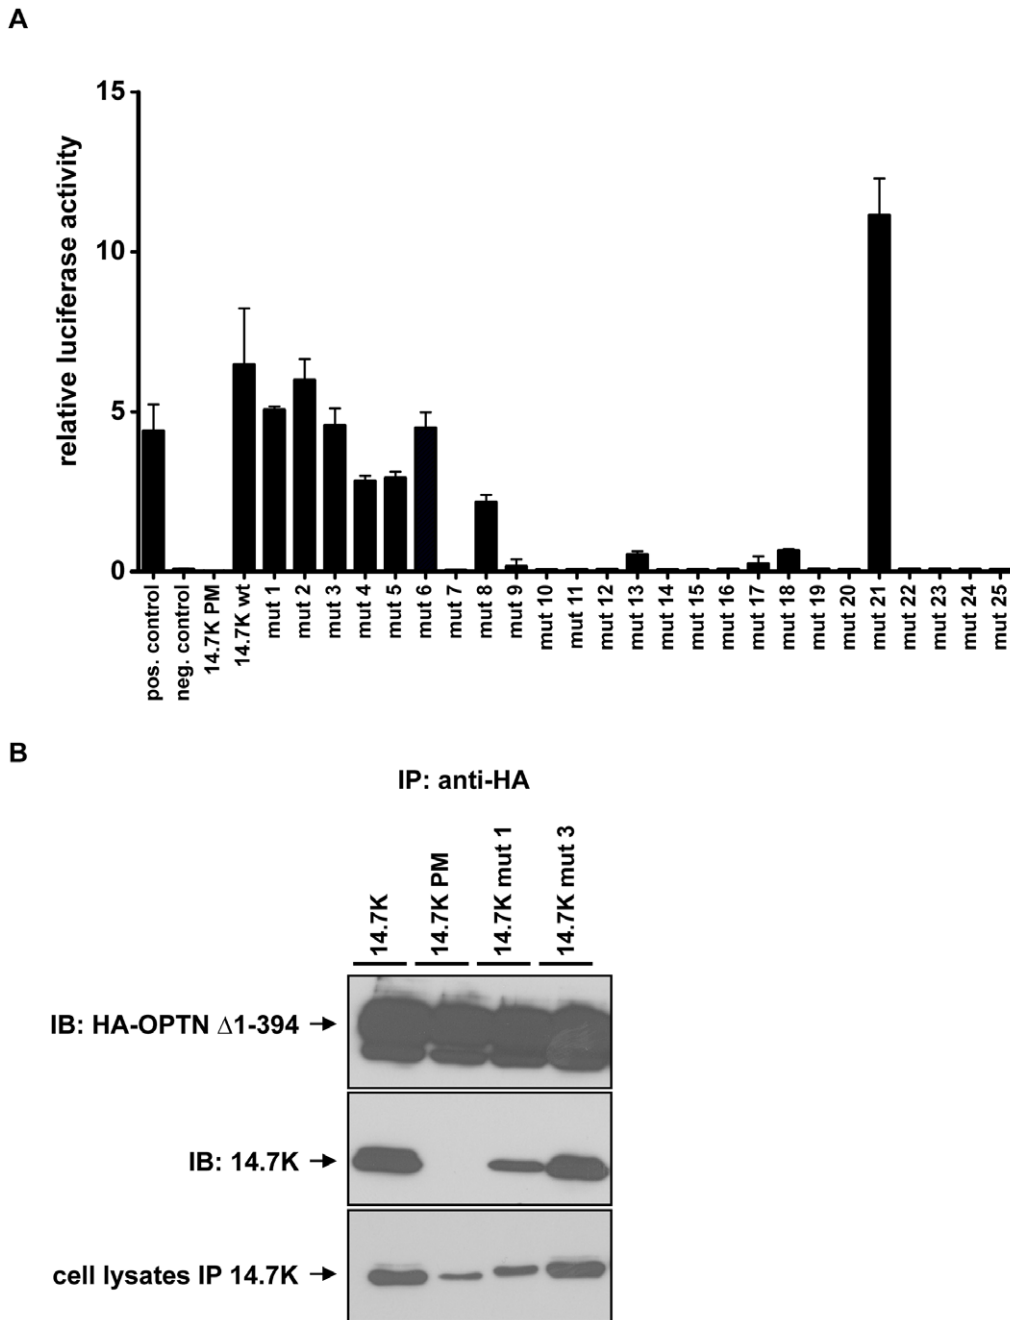 A
relative luciferase activity
15
10
5
0
pos. control
neg. control
14.7K PM
14.7K wt
mut 1
mut 2
mut 3
mut 4
mut 5
mut 6
mut 7
mut 8
mut 9
mut 10
mut 11
mut 12
mut 13
mut 14
mut 15
mut 16
mut 17
mut 18
mut 19
mut 20
mut 21
mut 22
mut 23
mut 24
mut 25
B
IP: anti-HA
14.7K
14.7K PM
14.7K mut 1
14.7K mut 3
IB: HA-OPTN Δ1-394
IB: 14.7K
cell lysates IP 14.7K